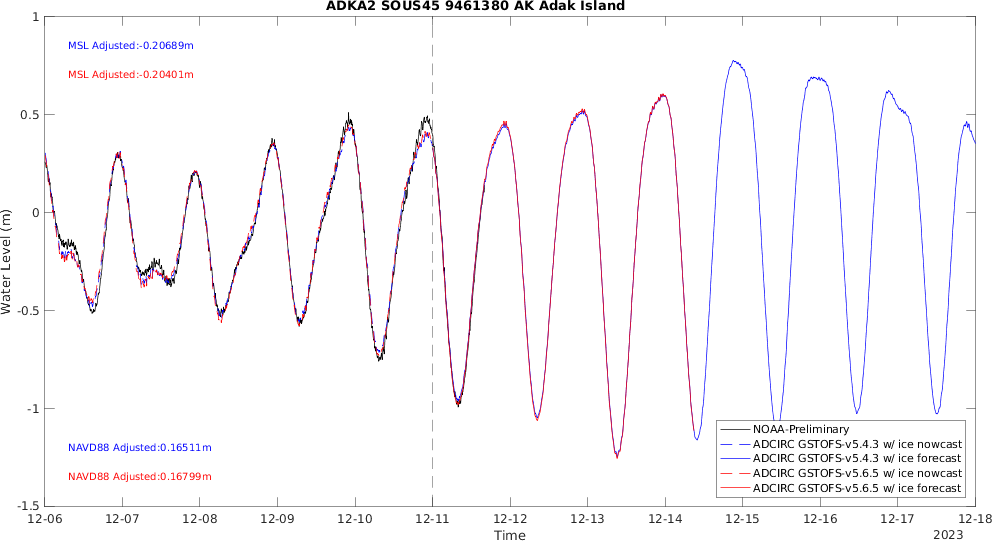 ADKA2 SOUS45 9461380 AK Adak Island
1
MSL Adjusted:-0.20689m
MSL Adjusted:-0.20401m
0.5
0
Water Level (m)
-0.5
-1
NAVD88 Adjusted:0.16511m
NAVD88 Adjusted:0.16799m
-1.5
NOAA-Preliminary
ADCIRC GSTOFS-v5.4.3 w/ ice nowcast
ADCIRC GSTOFS-v5.4.3 w/ ice forecast
ADCIRC GSTOFS-v5.6.5 w/ ice nowcast
ADCIRC GSTOFS-v5.6.5 w/ ice forecast
12-06 12-07 12-08 12-09 12-10 12-11 12-12 12-13 12-14 12-15 12-16 12-17 12-18
Time
2023